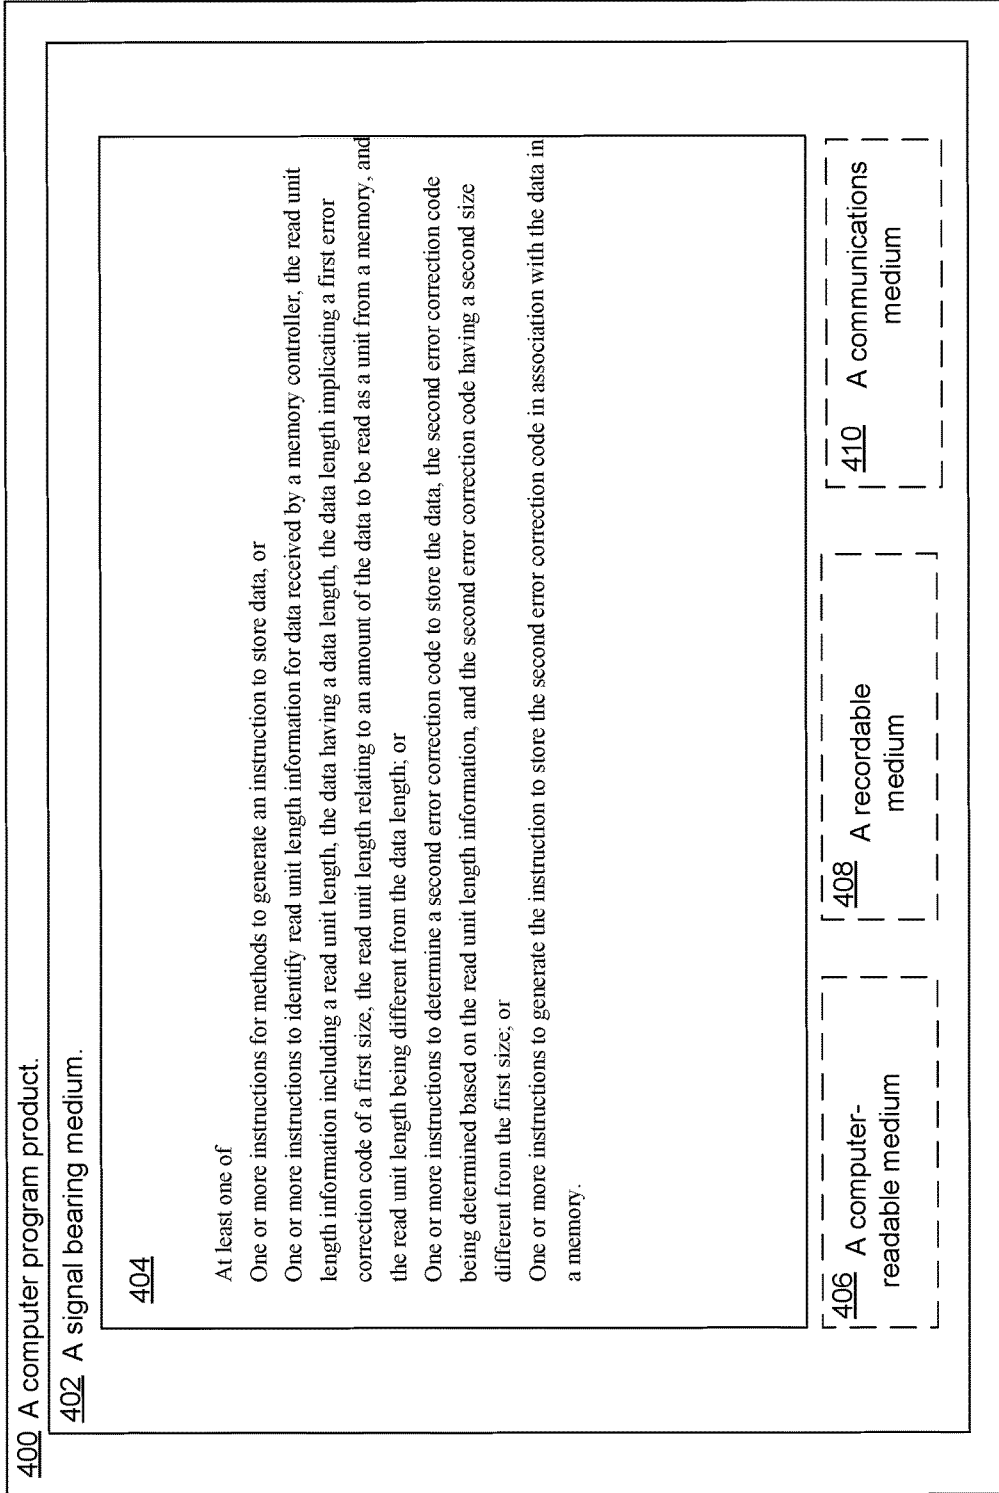 400 A computer program product.
402 A signal bearing medium.
404
At least one of
One or more instructions for methods to generate an instruction to store data, or
One or more instructions to identify read unit length information for data received by a memory controller, the read unit
length information including a read unit length, the data having a data length, the data length implicating a first error
correction code of a first size, the read unit length relating to an amount of the data to be read as a unit from a memory, and
the read unit length being different from the data length; or
One or more instructions to determine a second error correction code to store the data, the second error correction code
being determined based on the read unit length information, and the second error correction code having a second size
different from the first size; or
One or more instructions to generate the instruction to store the second error correction code in association with the data in
a memory.
406 A computer-
readable medium
408 A recordable
medium
410 A communications
medium